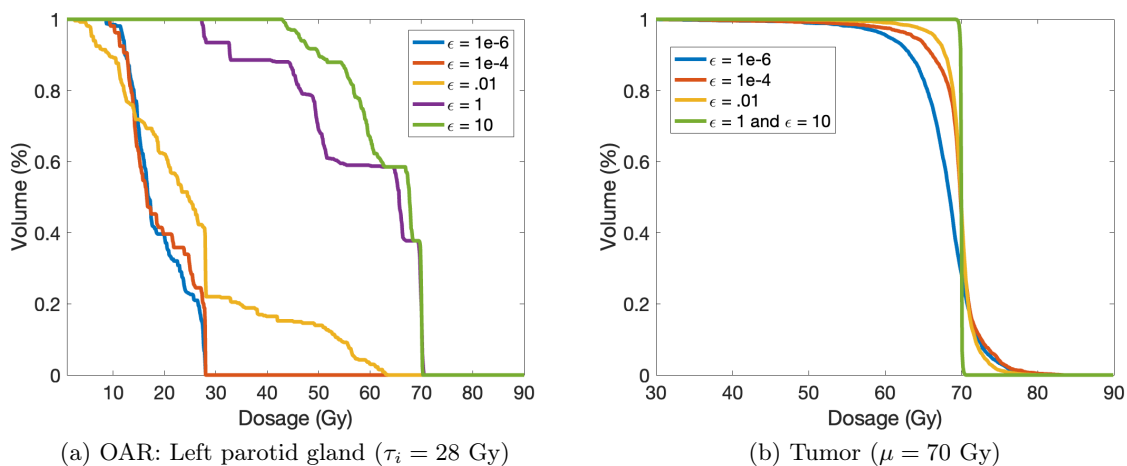 1
0.8
0.6
0.4
0.2
0
Volume (%)
10 20 30 40 50 60 70 80 90
Dosage (Gy)
ϵ = 1e-6
ϵ = 1e-4
ϵ = .01
ϵ = 1
ϵ = 10
(a) OAR: Left parotid gland (τi = 28 Gy)
1
0.8
0.6
0.4
0.2
0
Volume (%)
30 40 50 60 70 80 90
Dosage (Gy)
ϵ = 1e-6
ϵ = 1e-4
ϵ = .01
ϵ = 1 and ϵ = 10
(b) Tumor (μ = 70 Gy)